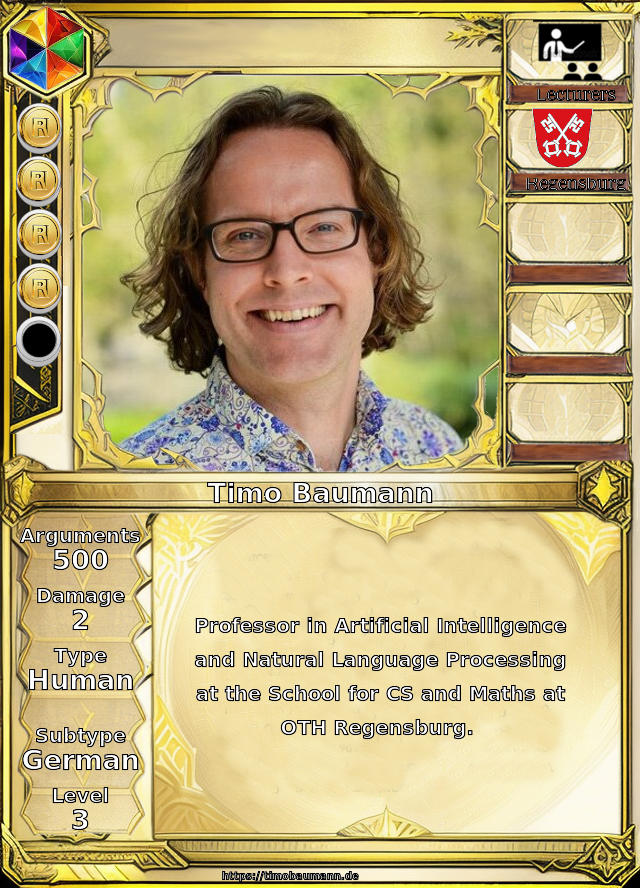 Lecturers
Regensburg
R
R
R
R
Timo Baumann
Arguments
500
Damage
2
Type
Human
Subtype
German
Level
3
Professor in Artificial Intelligence
and Natural Language Processing
at the School for CS and Maths at
OTH Regensburg.
https://timobaumann.de